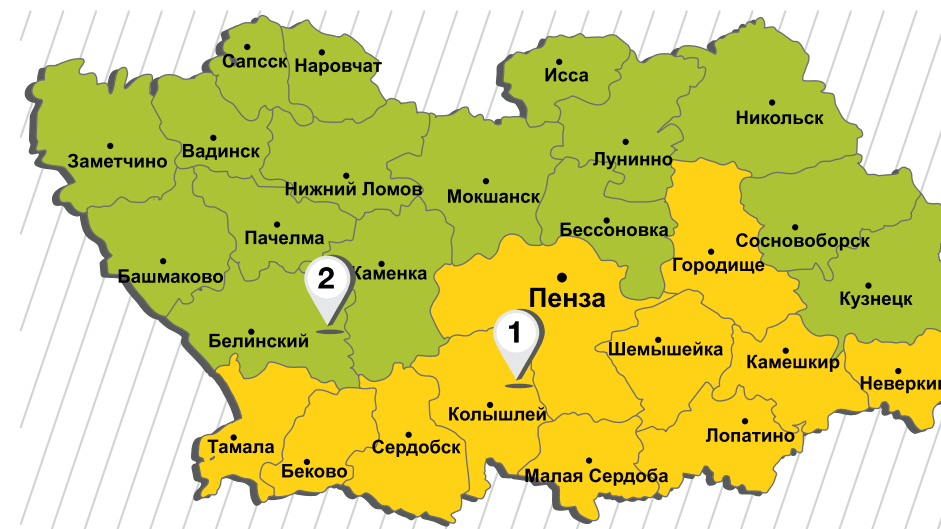 Сапсск
Наровчат
Исса
Никольск
Заметчино
Вадинск
Лунинно
Нижний Ломов
Мокшанск
Пачелма
Бессоновка
Сосновоборск
Городище
Башмаково
2
Каменка
Пенза
Кузнецк
1
Белинский
Шемышейка
Камешкир
Неверкин
Колышлей
Тамала
Сердобск
Лопатино
Беково
Малая Сердоба